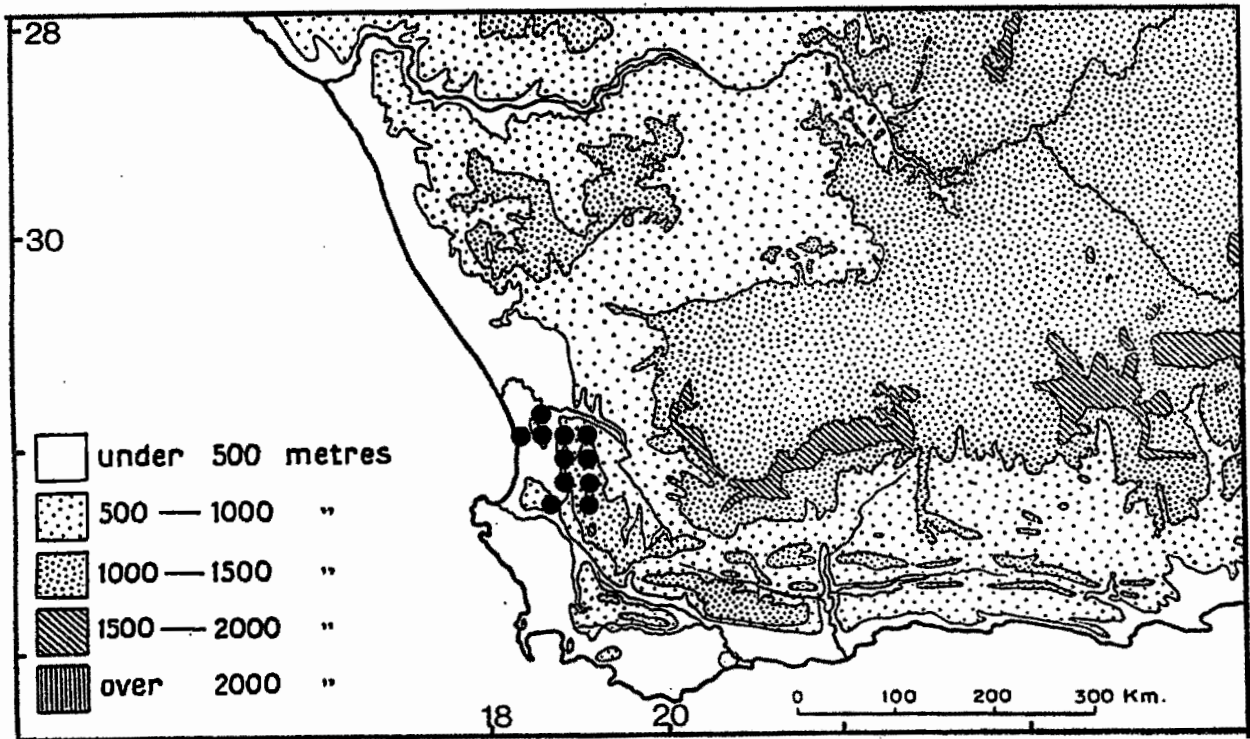 28
30
under 500 metres
500 — 1000 "
1000 — 1500 "
1500 — 2000 "
over 2000 "
0 100 200 300 Km.
18 20